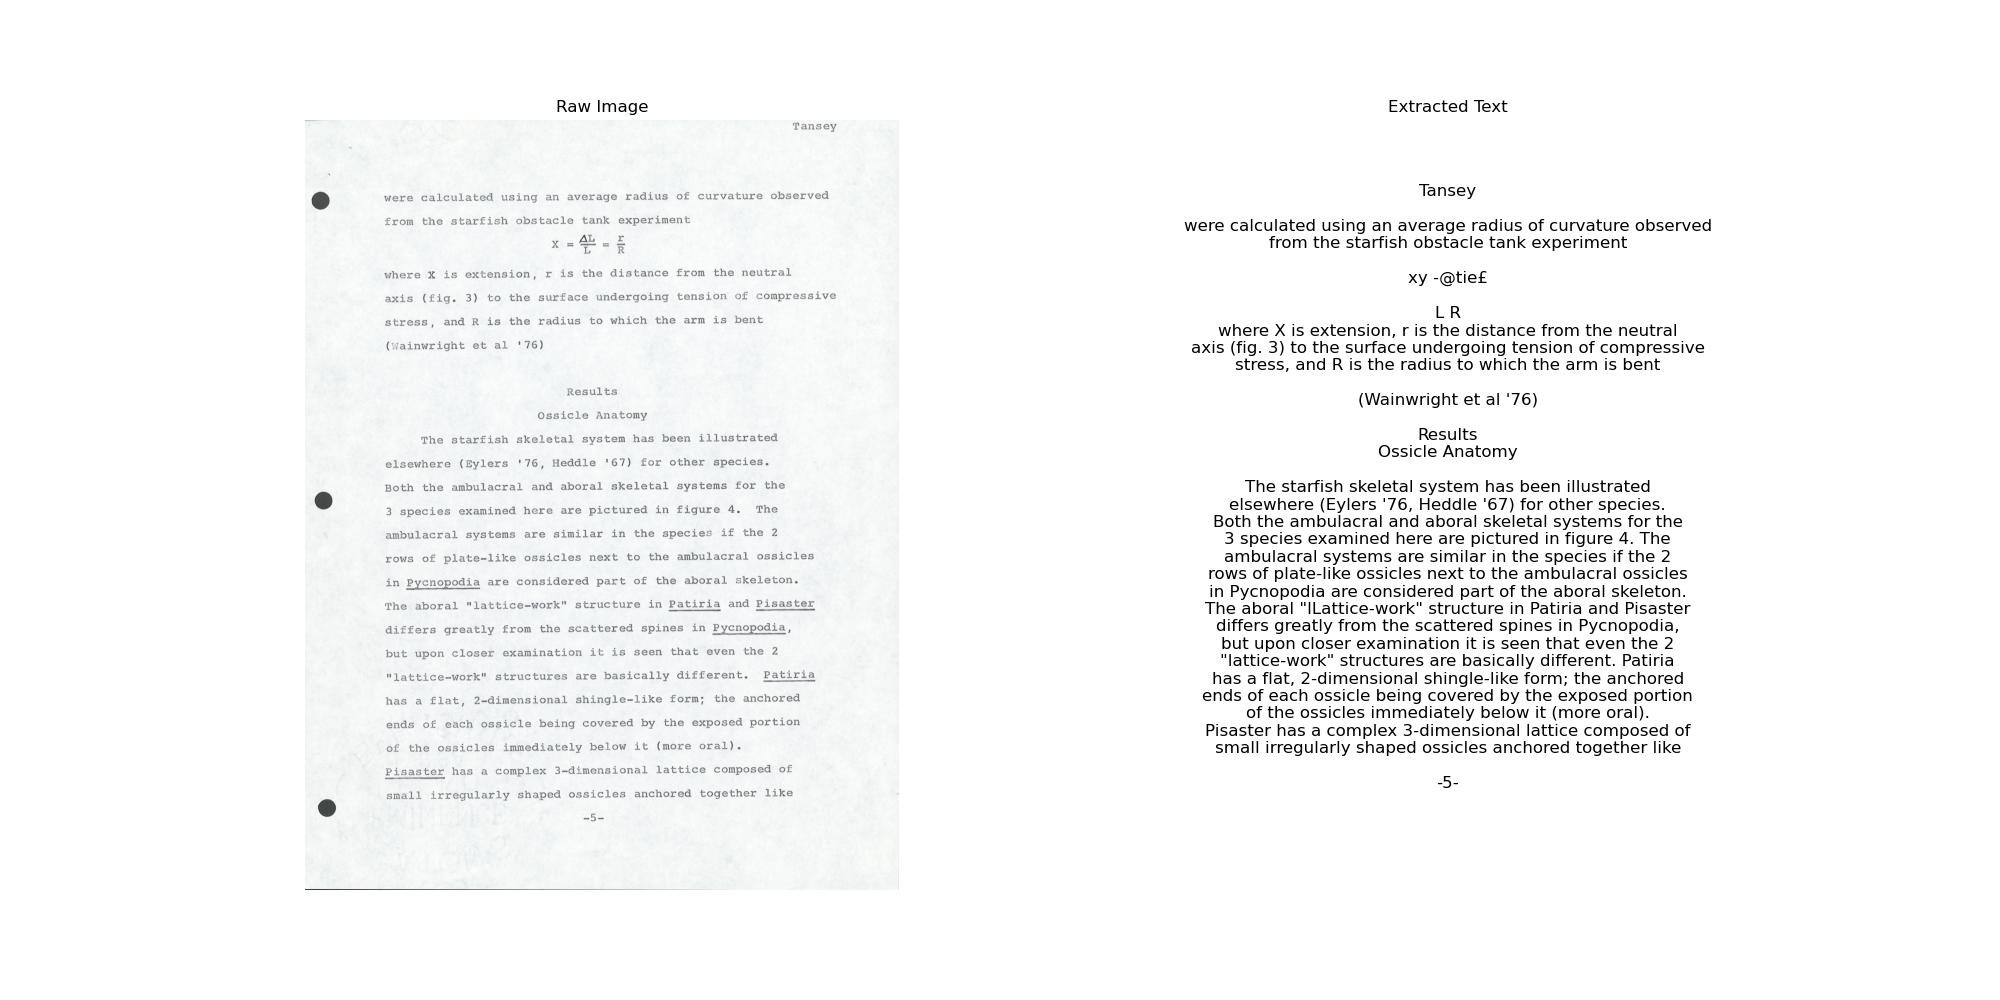 Raw Image
Tansey
were calculated using an average radius of curvature observed
from the starfish obstacle tank experiment
X = ΔL/L = r/R
where X is extension, r is the distance from the neutral
axis (fig. 3) to the surface undergoing tension of compressive
stress, and R is the radius to which the arm is bent
(Wainwright et al '76)
Results
Ossicle Anatomy
The starfish skeletal system has been illustrated
elsewhere (Eylers '76, Heddle '67) for other species.
Both the ambulacral and aboral skeletal systems for the
3 species examined here are pictured in figure 4.  The
ambulacral systems are similar in the species if the 2
rows of plate-like ossicles next to the ambulacral ossicles
in Pycnopodia are considered part of the aboral skeleton.
The aboral "lattice-work" structure in Patiria and Pisaster
differs greatly from the scattered spines in Pycnopodia,
but upon closer examination it is seen that even the 2
"lattice-work" structures are basically different.  Patiria
has a flat, 2-dimensional shingle-like form; the anchored
ends of each ossicle being covered by the exposed portion
of the ossicles immediately below it (more oral).
Pisaster has a complex 3-dimensional lattice composed of
small irregularly shaped ossicles anchored together like
-5-
Extracted Text
Tansey
were calculated using an average radius of curvature observed
from the starfish obstacle tank experiment
xy -@tie£
L R
where X is extension, r is the distance from the neutral
axis (fig. 3) to the surface undergoing tension of compressive
stress, and R is the radius to which the arm is bent
(Wainwright et al '76)
Results
Ossicle Anatomy
The starfish skeletal system has been illustrated
elsewhere (Eylers '76, Heddle '67) for other species.
Both the ambulacral and aboral skeletal systems for the
3 species examined here are pictured in figure 4. The
ambulacral systems are similar in the species if the 2
rows of plate-like ossicles next to the ambulacral ossicles
in Pycnopodia are considered part of the aboral skeleton.
The aboral "lLattice-work" structure in Patiria and Pisaster
differs greatly from the scattered spines in Pycnopodia,
but upon closer examination it is seen that even the 2
"lattice-work" structures are basically different. Patiria
has a flat, 2-dimensional shingle-like form; the anchored
ends of each ossicle being covered by the exposed portion
of the ossicles immediately below it (more oral).
Pisaster has a complex 3-dimensional lattice composed of
small irregularly shaped ossicles anchored together like
-5-